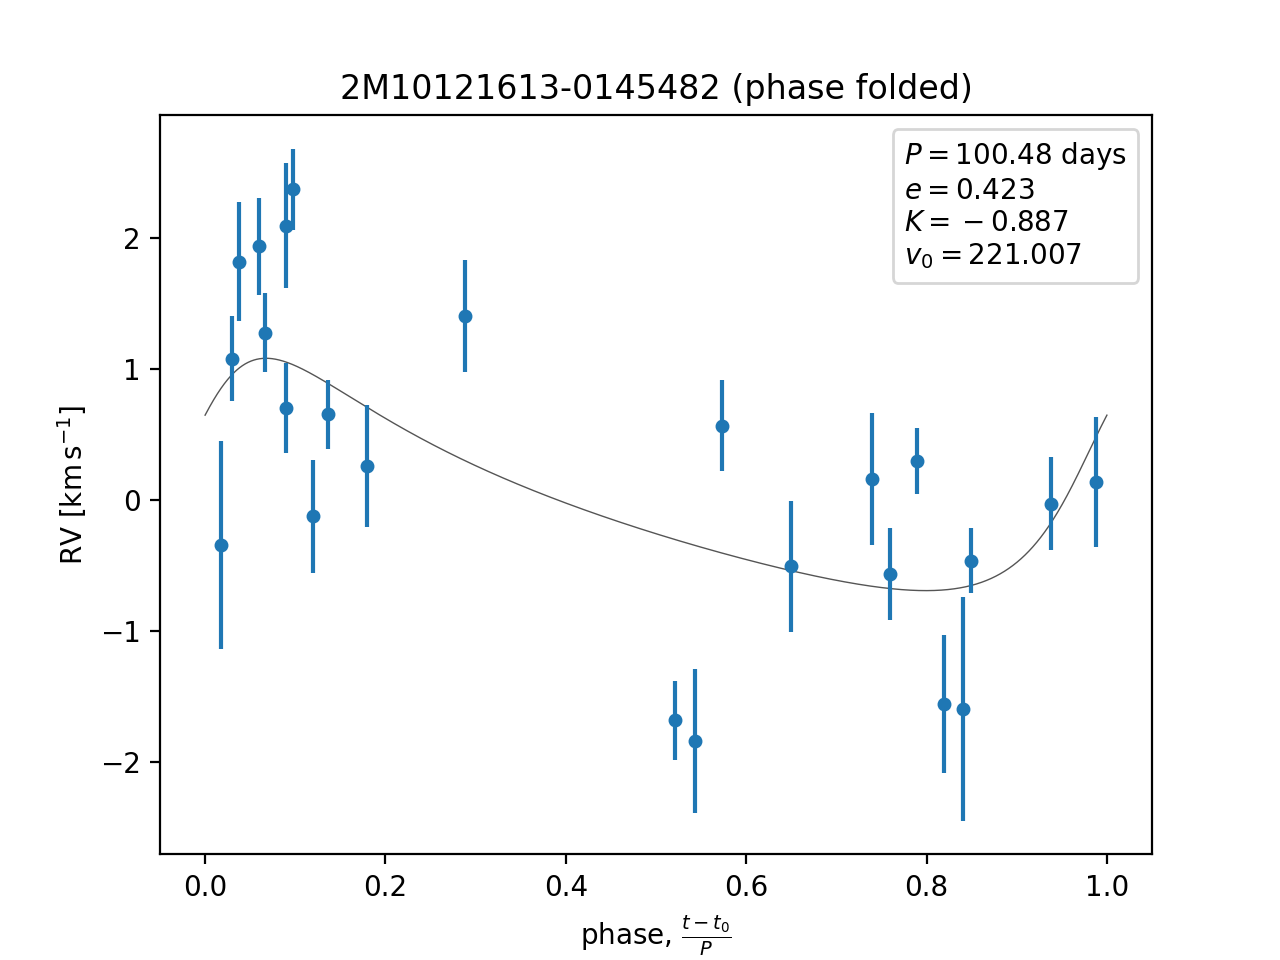 2M10121613-0145482 (phase folded)
P = 100.48 days
e = 0.423
K = −0.887
v₀ = 221.007
RV [km s⁻¹]
2
1
0
−1
−2
0.0 0.2 0.4 0.6 0.8 1.0
phase, (t − t₀)/P